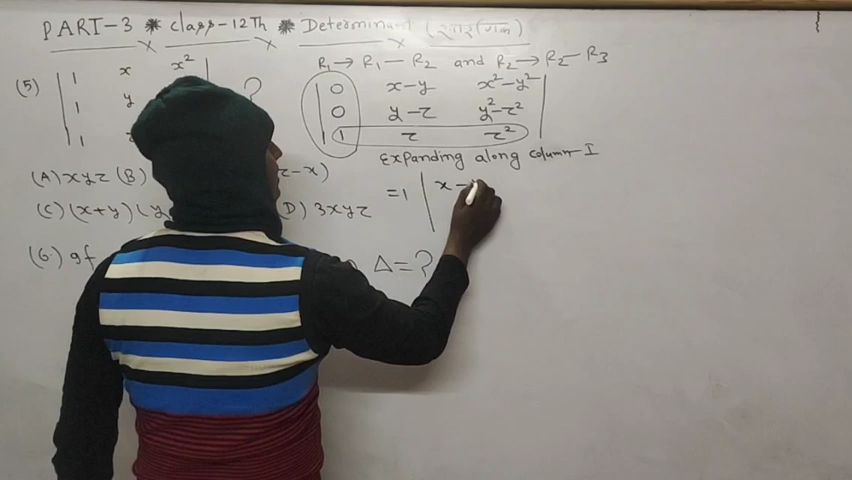 PART-3 * class-12Th * Determinant (सारणिक)
R₁ → R₁ – R₂ and R₂ → R₂ – R₃
(5) | 1 x x² |
| 1 y ?
| 1
| 0 x-y x²-y² |
| 0 y-z y²-z² |
| 1 z z² |
Expanding along column I
(A) xyz (B) z-x)
= 1 | x -
(C) (x+y) (y (D) 3xyz
(6) If Δ = ?